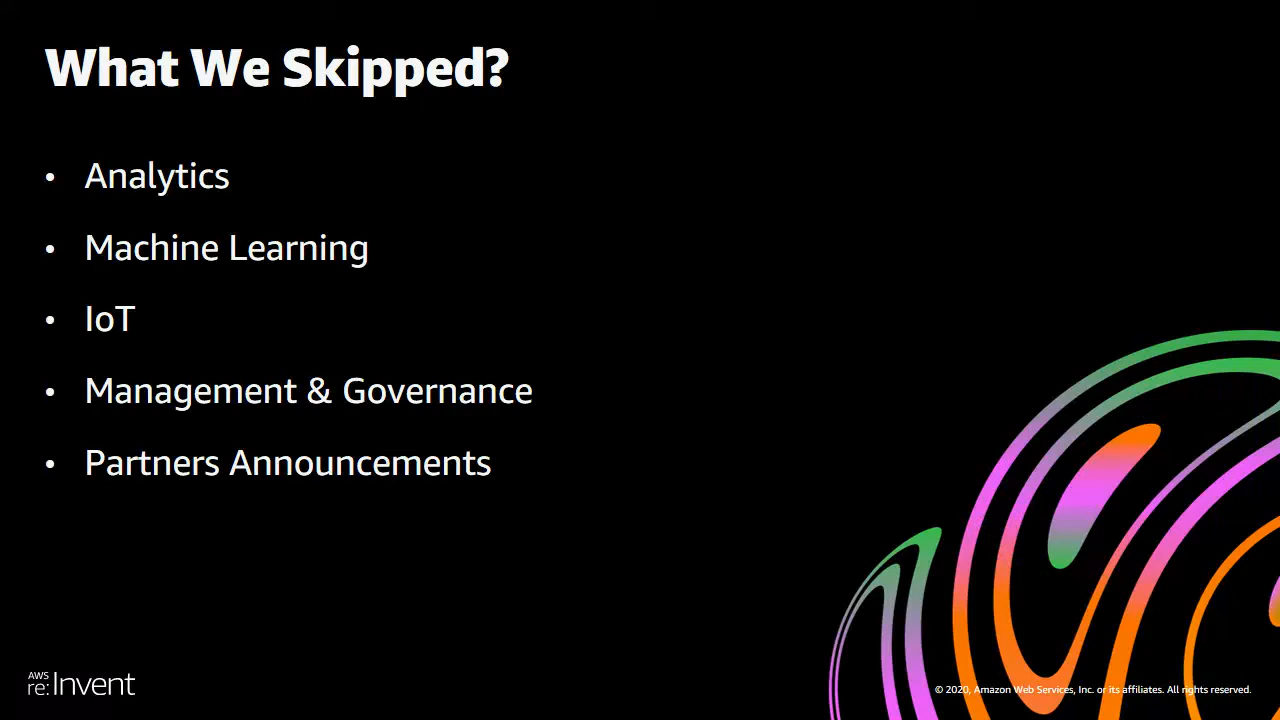 What We Skipped?
• Analytics
• Machine Learning
• IoT
• Management & Governance
• Partners Announcements
AWS
re:Invent
© 2020, Amazon Web Services, Inc. or its affiliates. All rights reserved.